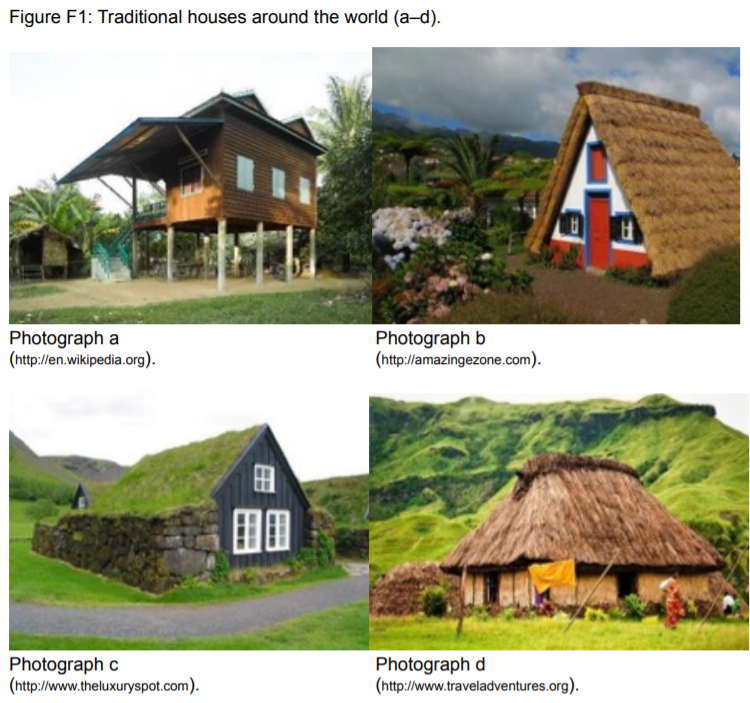 Figure F1: Traditional houses around the world (a–d).
Photograph a
(http://en.wikipedia.org).
Photograph b
(http://amazingezone.com).
Photograph c
(http://www.theluxuryspot.com).
Photograph d
(http://www.traveladventures.org).